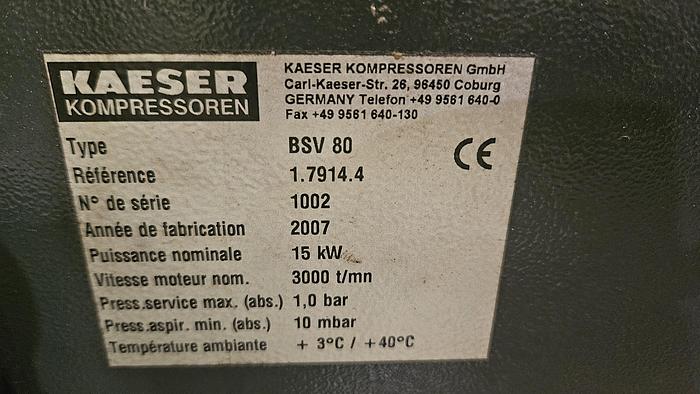 KAESER
KOMPRESSOREN
KAESER KOMPRESSOREN GmbH
Carl-Kaeser-Str. 26, 96450 Coburg
GERMANY Telefon +49 9561 640-0
Fax +49 9561 640-130
Type BSV 80
CE
Référence 1.7914.4
N° de série 1002
Année de fabrication 2007
Puissance nominale 15 kW
Vitesse moteur nom. 3000 t/mn
Press.service max. (abs.) 1,0 bar
Press.aspir. min. (abs.) 10 mbar
Température ambiante + 3°C / +40°C